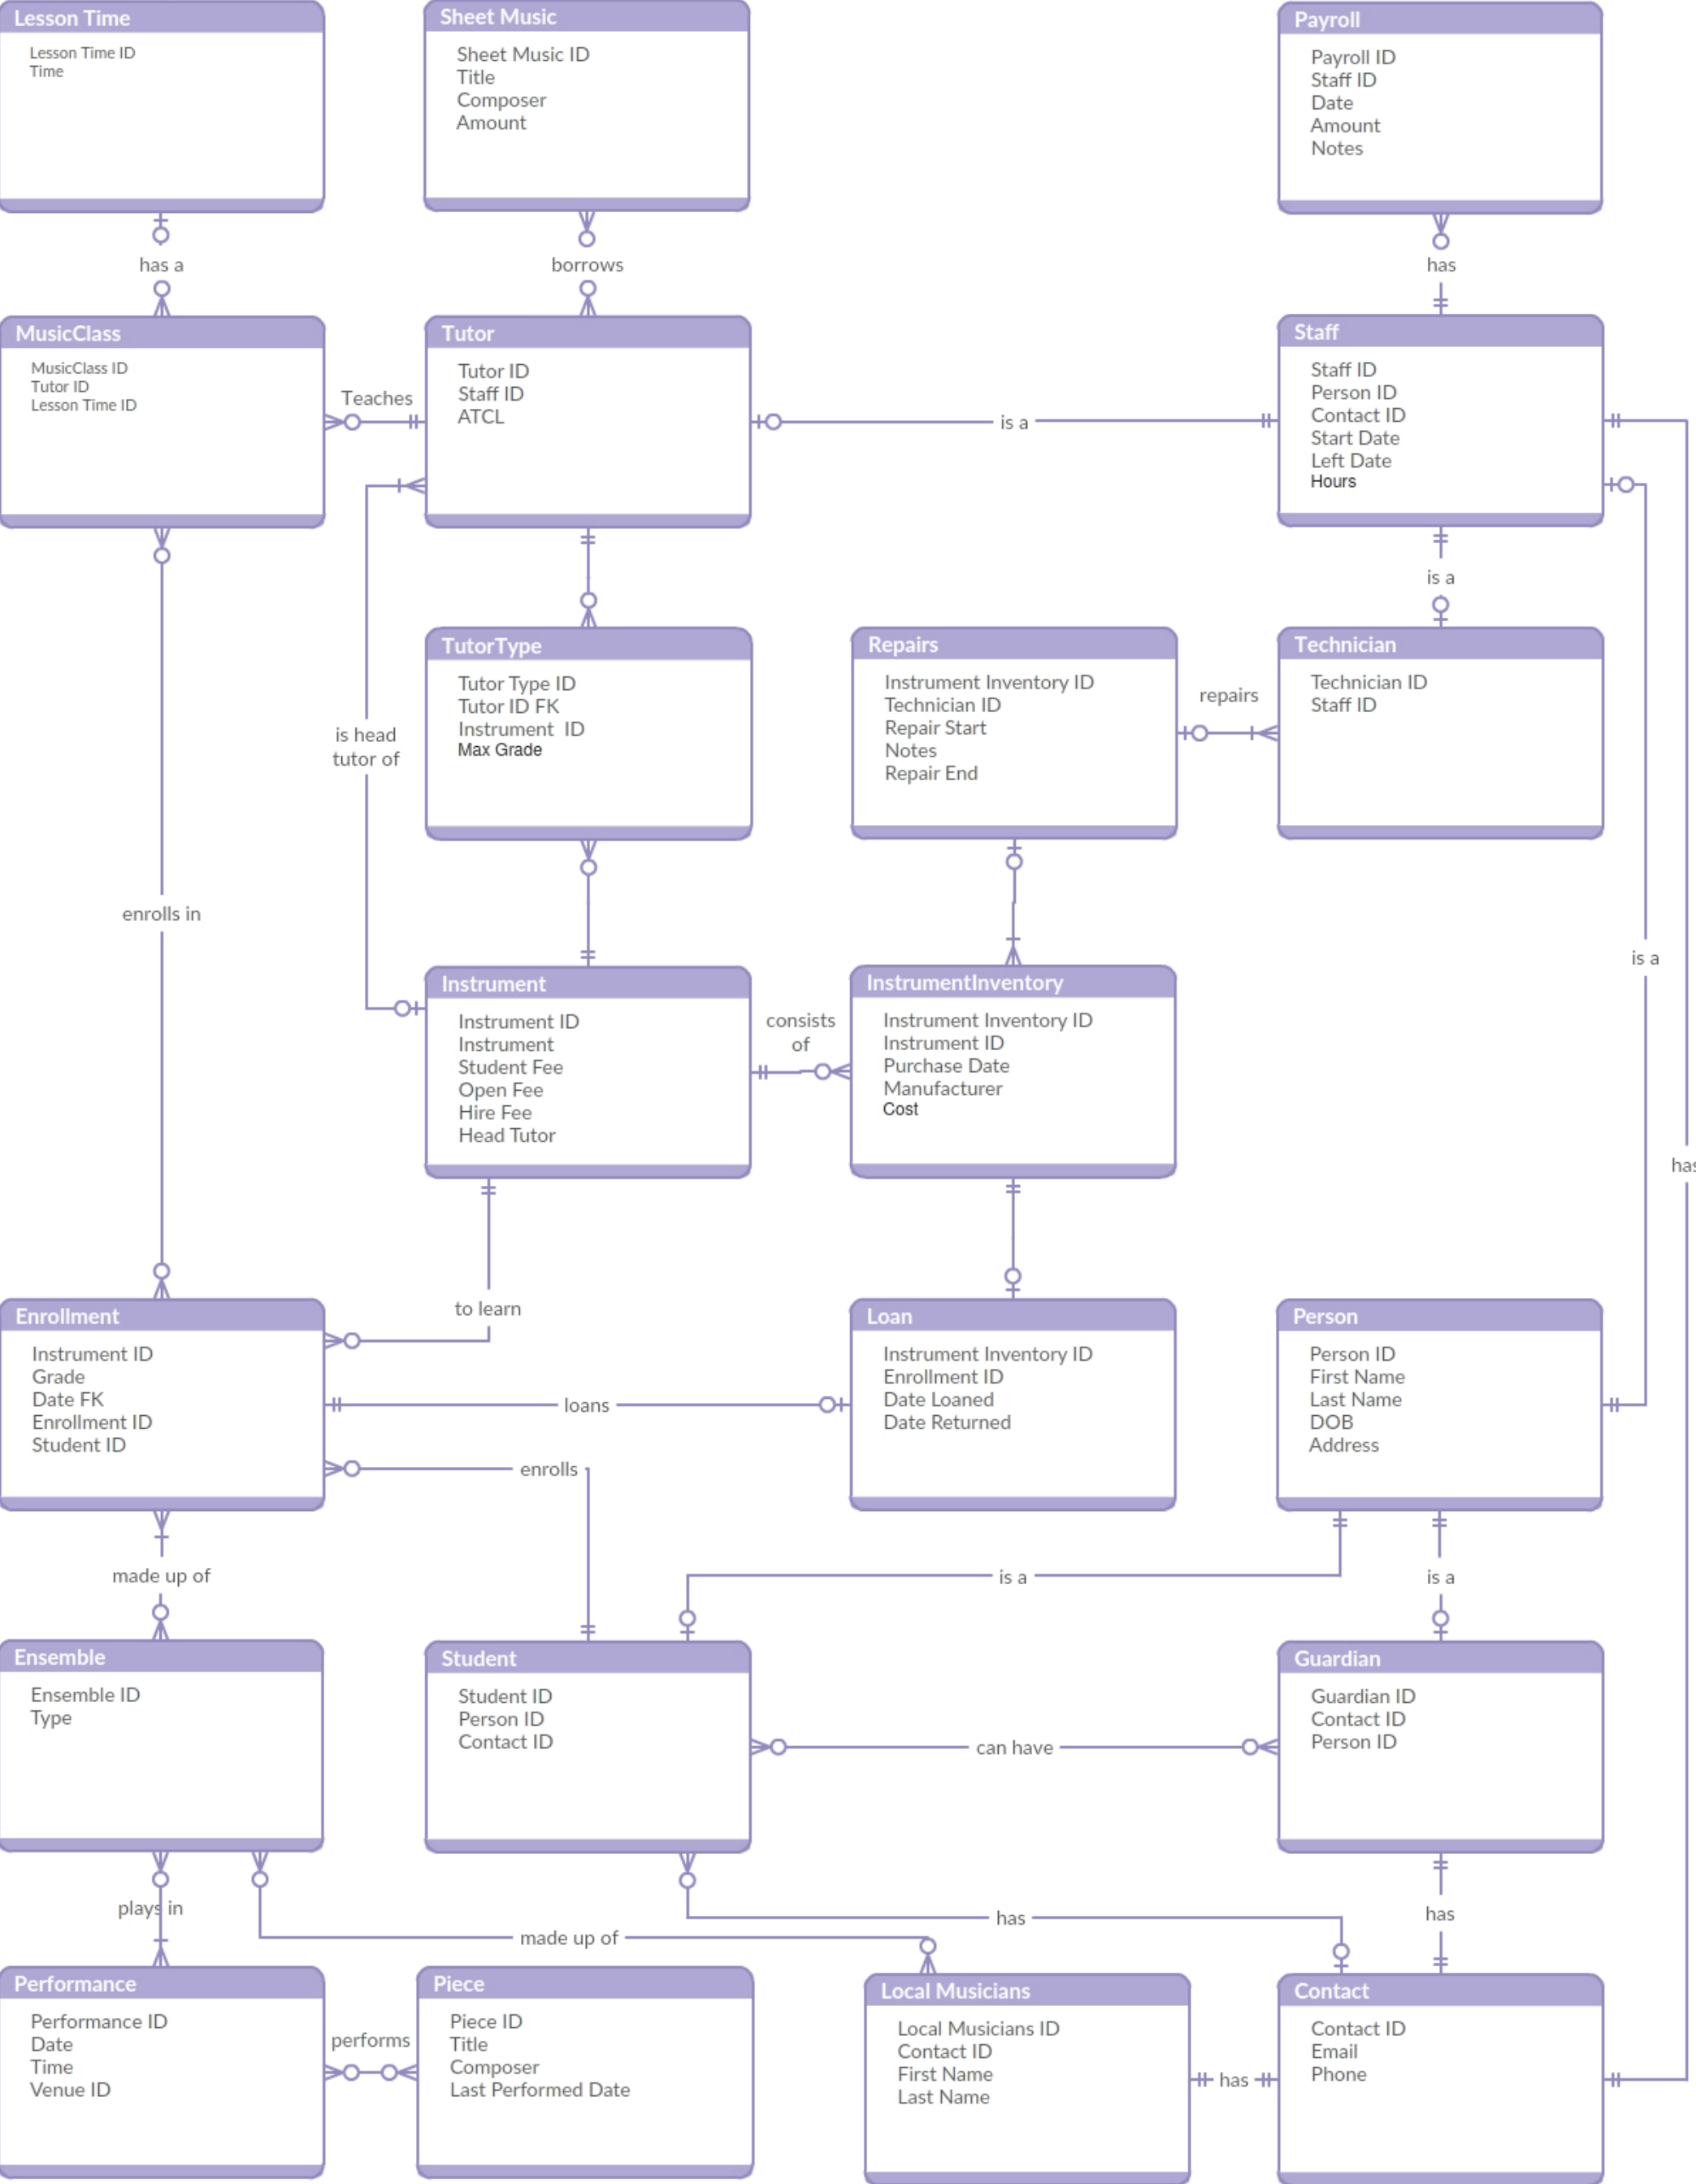 Lesson Time
Lesson Time ID
Time
Sheet Music
Sheet Music ID
Title
Composer
Amount
Payroll
Payroll ID
Staff ID
Date
Amount
Notes
has a
borrows
has
MusicClass
MusicClass ID
Tutor ID
Lesson Time ID
Teaches
Tutor
Tutor ID
Staff ID
ATCL
is a
Staff
Staff ID
Person ID
Contact ID
Start Date
Left Date
Hours
is a
is head
tutor of
TutorType
Tutor Type ID
Tutor ID FK
Instrument ID
Max Grade
Repairs
Instrument Inventory ID
Technician ID
Repair Start
Notes
Repair End
repairs
Technician
Technician ID
Staff ID
enrolls in
is a
Instrument
Instrument ID
Instrument
Student Fee
Open Fee
Hire Fee
Head Tutor
consists
of
InstrumentInventory
Instrument Inventory ID
Instrument ID
Purchase Date
Manufacturer
Cost
has
to learn
Enrollment
Instrument ID
Grade
Date FK
Enrollment ID
Student ID
loans
enrolls
Loan
Instrument Inventory ID
Enrollment ID
Date Loaned
Date Returned
Person
Person ID
First Name
Last Name
DOB
Address
made up of
is a
is a
Ensemble
Ensemble ID
Type
Student
Student ID
Person ID
Contact ID
can have
Guardian
Guardian ID
Contact ID
Person ID
plays in
made up of
has
has
Performance
Performance ID
Date
Time
Venue ID
performs
Piece
Piece ID
Title
Composer
Last Performed Date
Local Musicians
Local Musicians ID
Contact ID
First Name
Last Name
has
Contact
Contact ID
Email
Phone